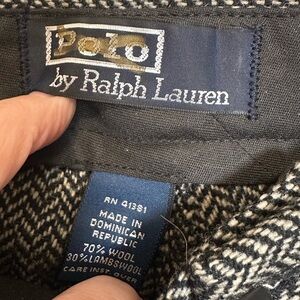 Polo
by Ralph Lauren
RN 41381
MADE IN
DOMINICAN
REPUBLIC
70% WOOL
30% LAMBSWOOL
CARE INST OVER